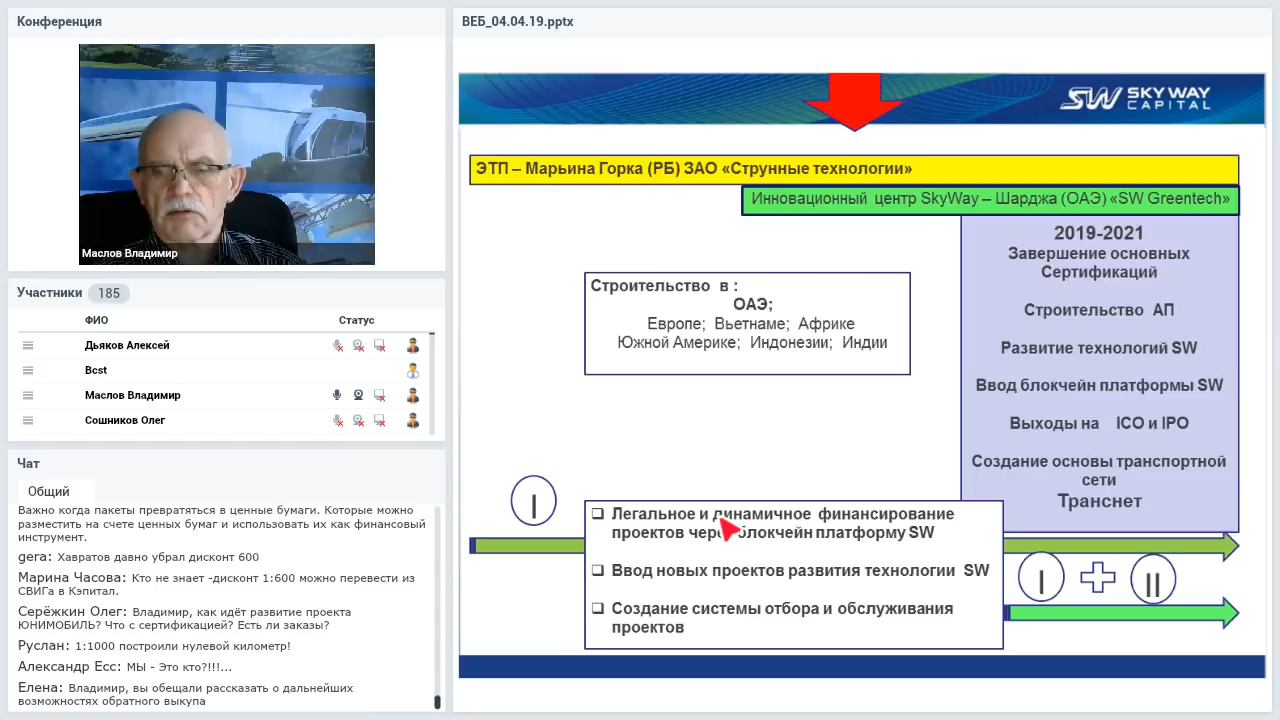 Конференция
Маслов Владимир
Участники 185
ФИО Статус
Дьяков Алексей
Bcst
Маслов Владимир
Сошников Олег
Чат
Общий
Важно когда пакеты превратяться в ценные бумаги. Которые можно
разместить на счете ценных бумаг и использовать их как финансовый
инструмент.
gera: Хавратов давно убрал дисконт 600
Марина Часова: Кто не знает -дисконт 1:600 можно перевести из
СВИГа в Кэпитал.
Серёжкин Олег: Владимир, как идёт развитие проекта
ЮНИМОБИЛЬ? Что с сертификацией? Есть ли заказы?
Руслан: 1:1000 построили нулевой километр!
Александр Есс: МЫ - Это кто?!!!...
Елена: Владимир, вы обещали рассказать о дальнейших
возможностях обратного выкупа
ВЕБ_04.04.19.pptx
SW SKY WAY
CAPITAL
ЭТП – Марьина Горка (РБ) ЗАО «Струнные технологии»
Инновационный центр SkyWay – Шарджа (ОАЭ) «SW Greentech»
2019-2021
Завершение основных
Сертификаций
Строительство АП
Развитие технологий SW
Ввод блокчейн платформы SW
Выходы на ICO и IPO
Создание основы транспортной
сети
Транснет
Строительство в :
ОАЭ;
Европе; Вьетнаме; Африке
Южной Америке; Индонезии; Индии
I
Легальное и динамичное финансирование
проектов через блокчейн платформу SW
Ввод новых проектов развития технологии SW
Создание системы отбора и обслуживания
проектов
I II